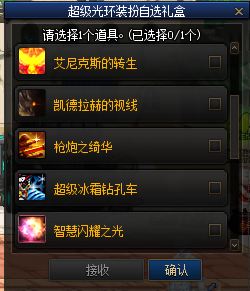 超级光环装扮自选礼盒
请选择1个道具。(已选择0/1个)
艾尼克斯的转生
凯德拉赫的视线
枪炮之绮华
超级冰霜钻孔车
智慧闪耀之光
接收
确认